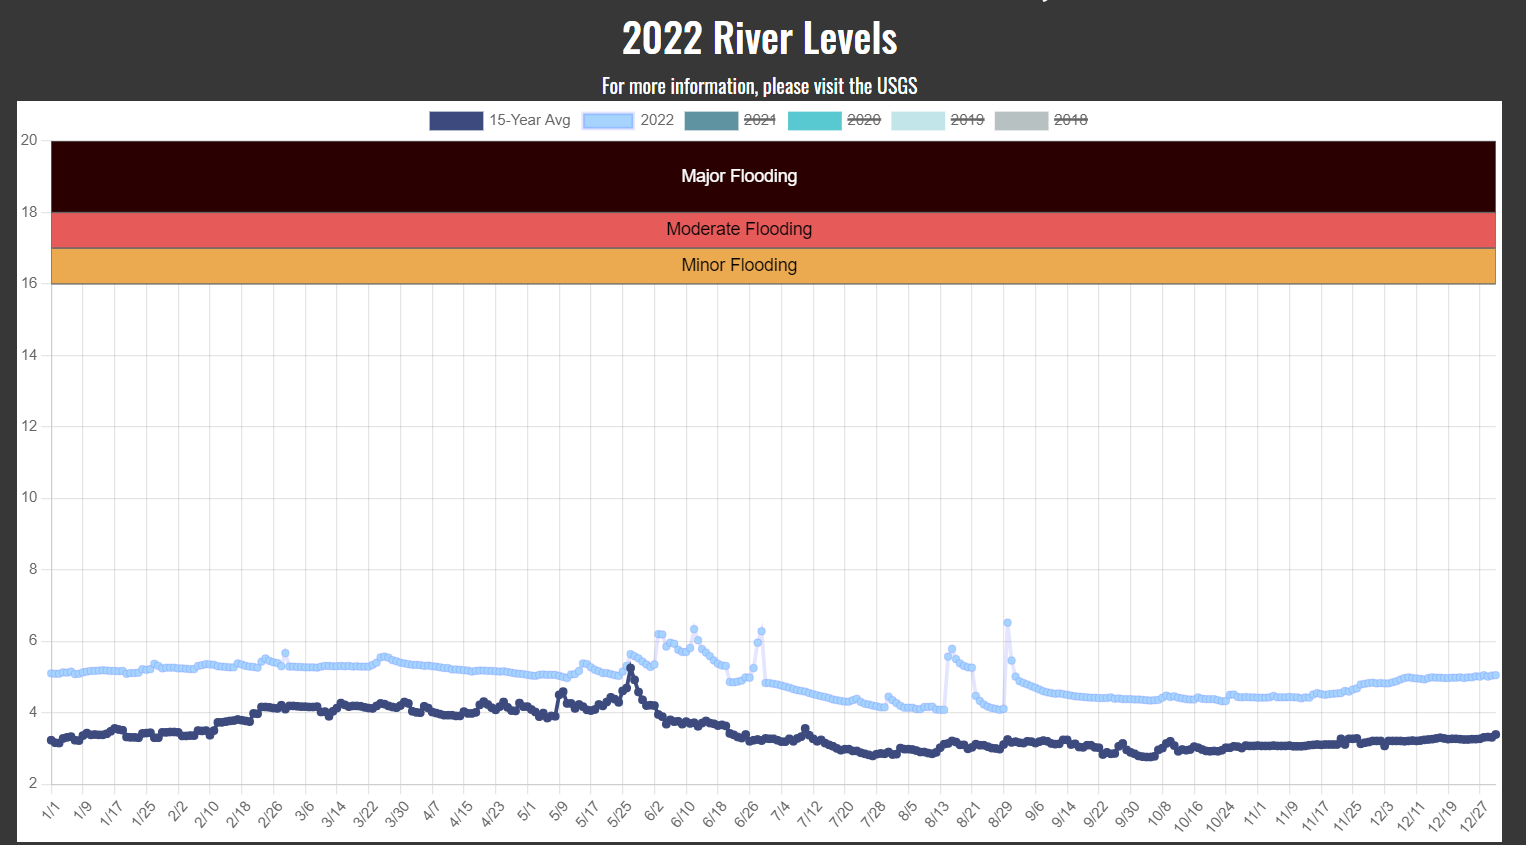 2022 River Levels
For more information, please visit the USGS
15-Year Avg 2022 2021 2020 2019 2018
20
Major Flooding
18
Moderate Flooding
Minor Flooding
16
14
12
10
8
6
4
2
1/1 1/9 1/17 1/25 2/2 2/10 2/18 2/26 3/6 3/14 3/22 3/30 4/7 4/15 4/23 5/1 5/9 5/17 5/25 6/2 6/10 6/18 6/26 7/4 7/12 7/20 7/28 8/5 8/13 8/21 8/29 9/6 9/14 9/22 9/30 10/8 10/16 10/24 11/1 11/9 11/17 11/25 12/3 12/11 12/19 12/27